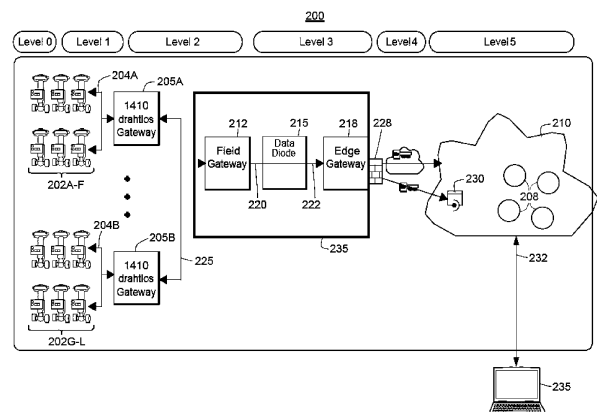 200
Level 0
Level 1
Level 2
Level 3
Level4
Level5
204A
205A
1410
drahtlos
Gateway
202A-F
212
Field
Gateway
215
Data
Diode
218
Edge
Gateway
228
220
222
235
210
230
208
232
204B
205B
1410
drahtlos
Gateway
225
202G-L
235